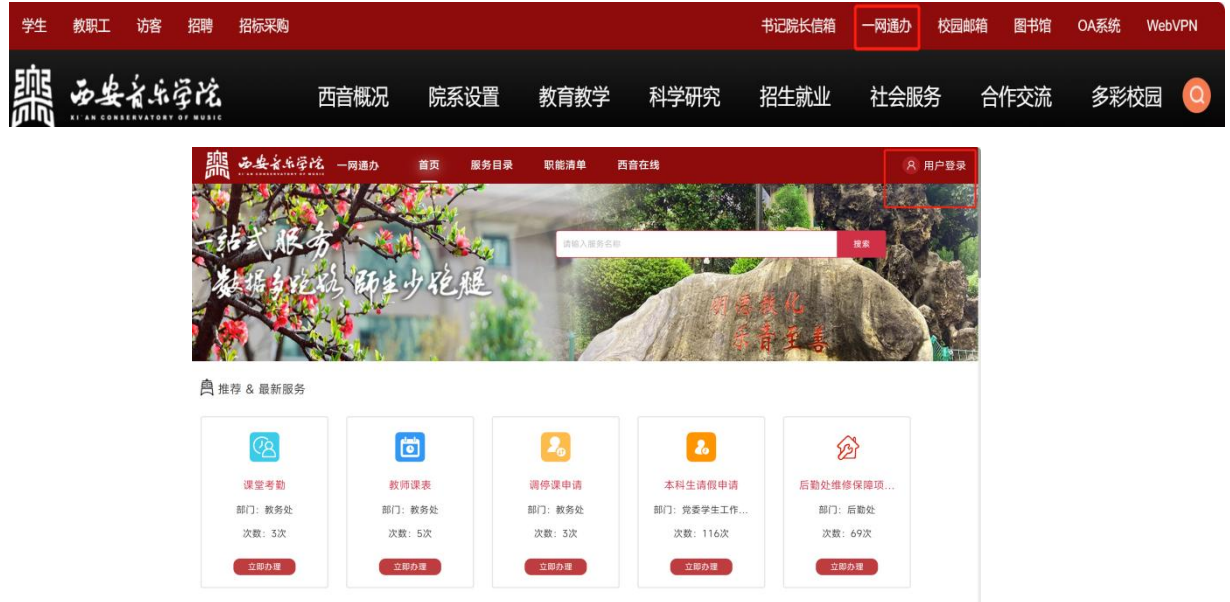 学生 教职工 访客 招聘 招标采购 书记院长信箱 一网通办 校园邮箱 图书馆 OA系统 WebVPN
西安音乐学院 西音概况 院系设置 教育教学 科学研究 招生就业 社会服务 合作交流 多彩校园
XI'AN CONSERVATORY OF MUSIC
西安音乐学院 一网通办 首页 服务目录 职能清单 西音在线 用户登录
一站式服务
数据多跑路 师生少跑腿
请输入服务名称 搜索
推荐 & 最新服务
课堂考勤 教师课表 调停课申请 本科生请假申请 后勤处维修保障项...
部门：教务处 部门：教务处 部门：教务处 部门：党委学生工作... 部门：后勤处
次数：3次 次数：5次 次数：3次 次数：116次 次数：69次
立即办理 立即办理 立即办理 立即办理 立即办理